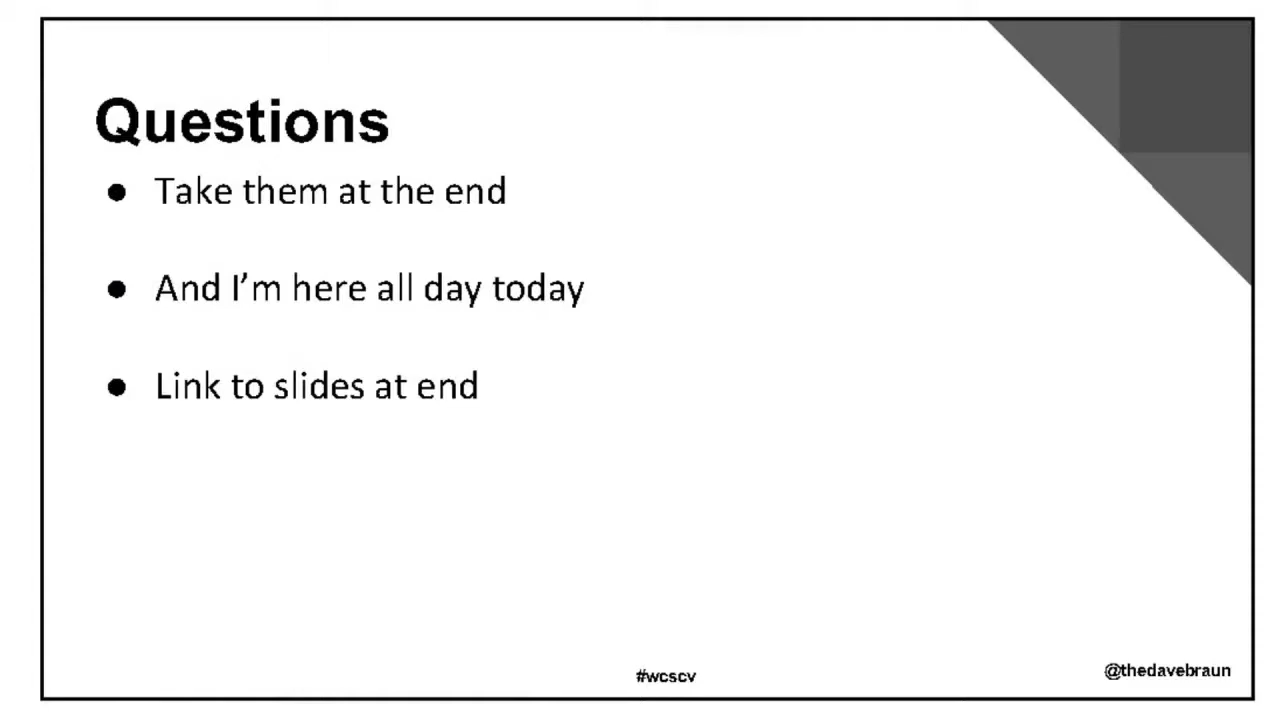 Questions
● Take them at the end
● And I’m here all day today
● Link to slides at end
#wcscv
@thedavebraun